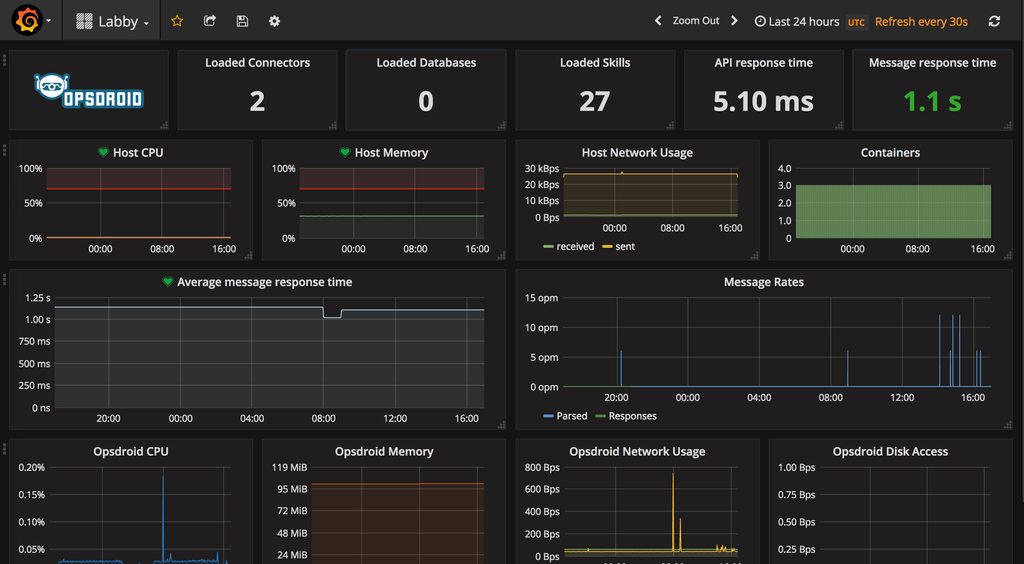 Labby
Zoom Out
Last 24 hours UTC Refresh every 30s
OPSDROID
Loaded Connectors
2
Loaded Databases
0
Loaded Skills
27
API response time
5.10 ms
Message response time
1.1 s
Host CPU
100%
50%
0%
00:00 08:00 16:00
Host Memory
100%
50%
0%
00:00 08:00 16:00
Host Network Usage
30 kBps
20 kBps
10 kBps
0 Bps
00:00 08:00 16:00
received sent
Containers
4.0
3.0
2.0
1.0
0
00:00 08:00 16:00
Average message response time
1.25 s
1.00 s
750 ms
500 ms
250 ms
0 ns
20:00 00:00 04:00 08:00 12:00 16:00
Message Rates
15 opm
10 opm
5 opm
0 opm
20:00 00:00 04:00 08:00 12:00 16:00
Parsed Responses
Opsdroid CPU
0.20%
0.15%
0.10%
0.05%
Opsdroid Memory
119 MiB
95 MiB
72 MiB
48 MiB
24 MiB
Opsdroid Network Usage
800 Bps
600 Bps
400 Bps
200 Bps
0 Bps
Opsdroid Disk Access
1.00 Bps
0.75 Bps
0.50 Bps
0.25 Bps